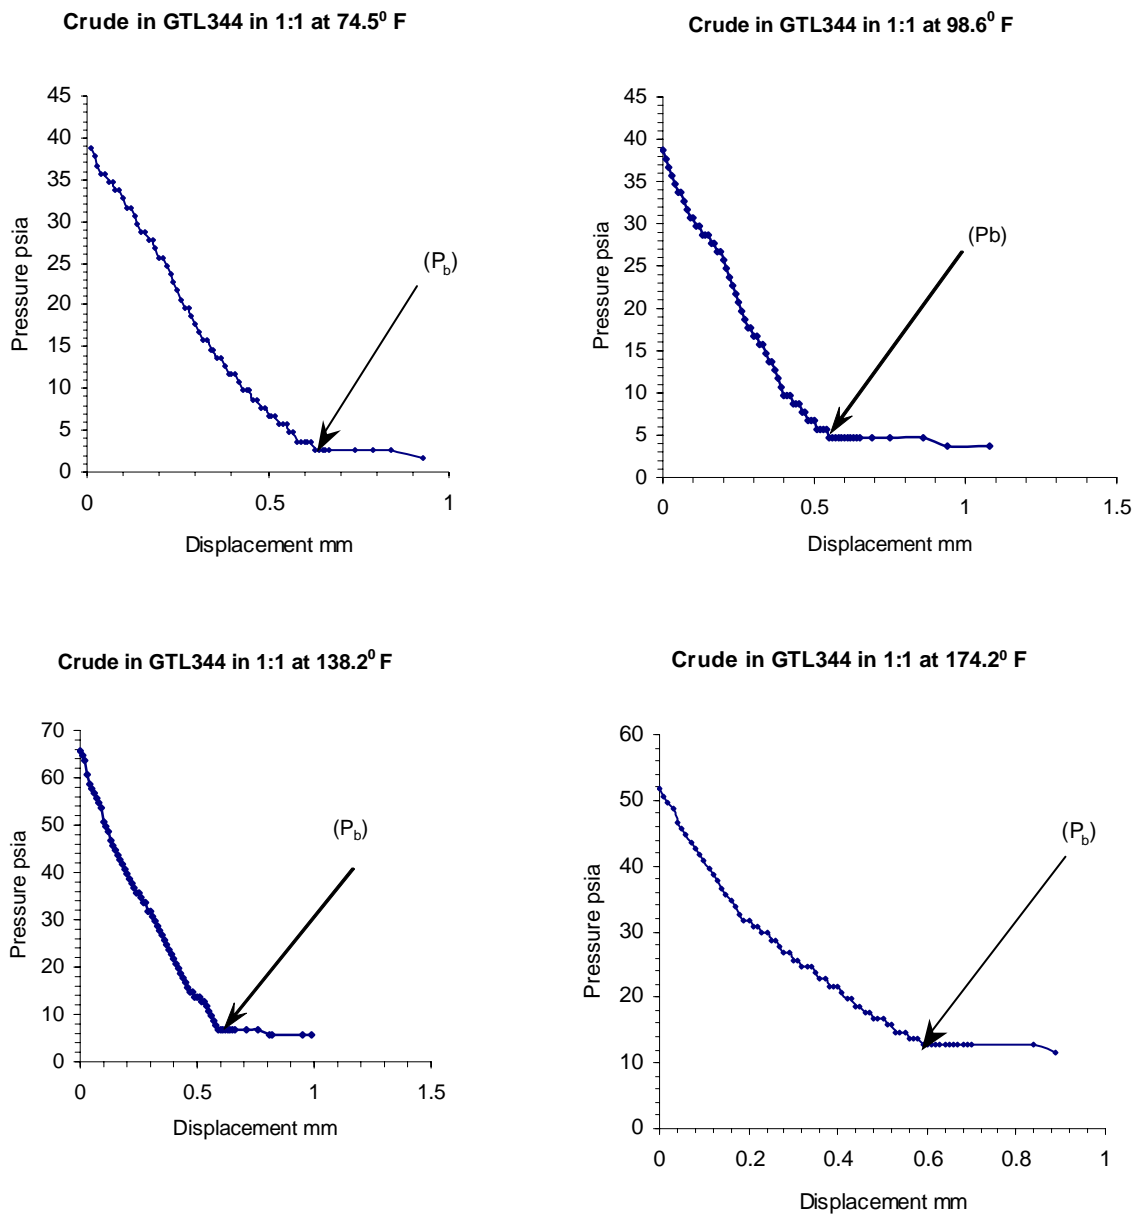 Crude in GTL344 in 1:1 at 74.5⁰ F
45
40
35
30
25
20
15
10
5
0
Pressure psia
(P_b)
0 0.5 1
Displacement mm
Crude in GTL344 in 1:1 at 98.6⁰ F
45
40
35
30
25
20
15
10
5
0
Pressure psia
(Pb)
0 0.5 1 1.5
Displacement mm
Crude in GTL344 in 1:1 at 138.2⁰ F
70
60
50
40
30
20
10
0
Pressure psia
(P_b)
0 0.5 1 1.5
Displacement mm
Crude in GTL344 in 1:1 at 174.2⁰ F
60
50
40
30
20
10
0
Pressure psia
(P_b)
0 0.2 0.4 0.6 0.8 1
Displacement mm